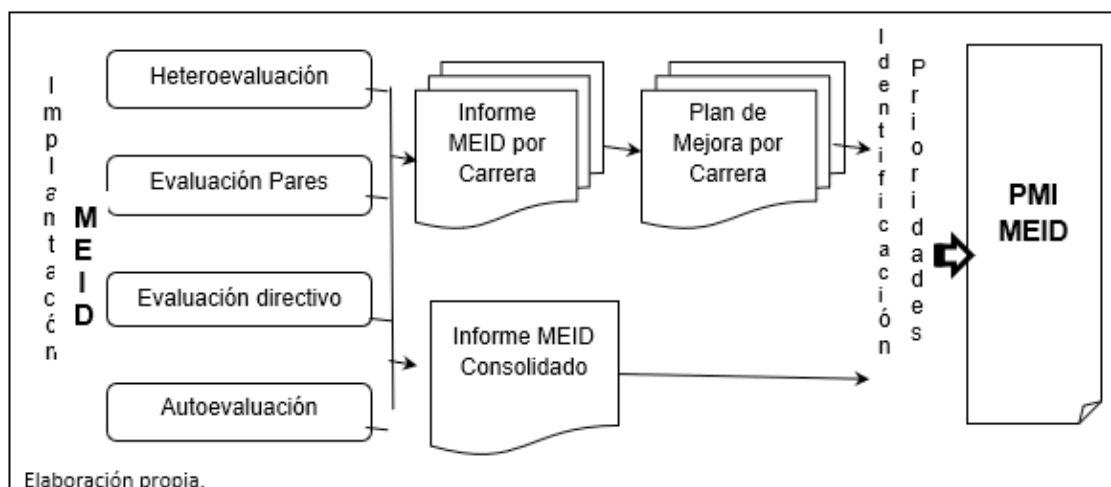 Implantación
MEID
Heteroevaluación
Evaluación Pares
Evaluación directivo
Autoevaluación
Informe
MEID por
Carrera
Plan de
Mejora por
Carrera
Informe MEID
Consolidado
Identificación
Prioridades
PMI
MEID
Elaboración propia.